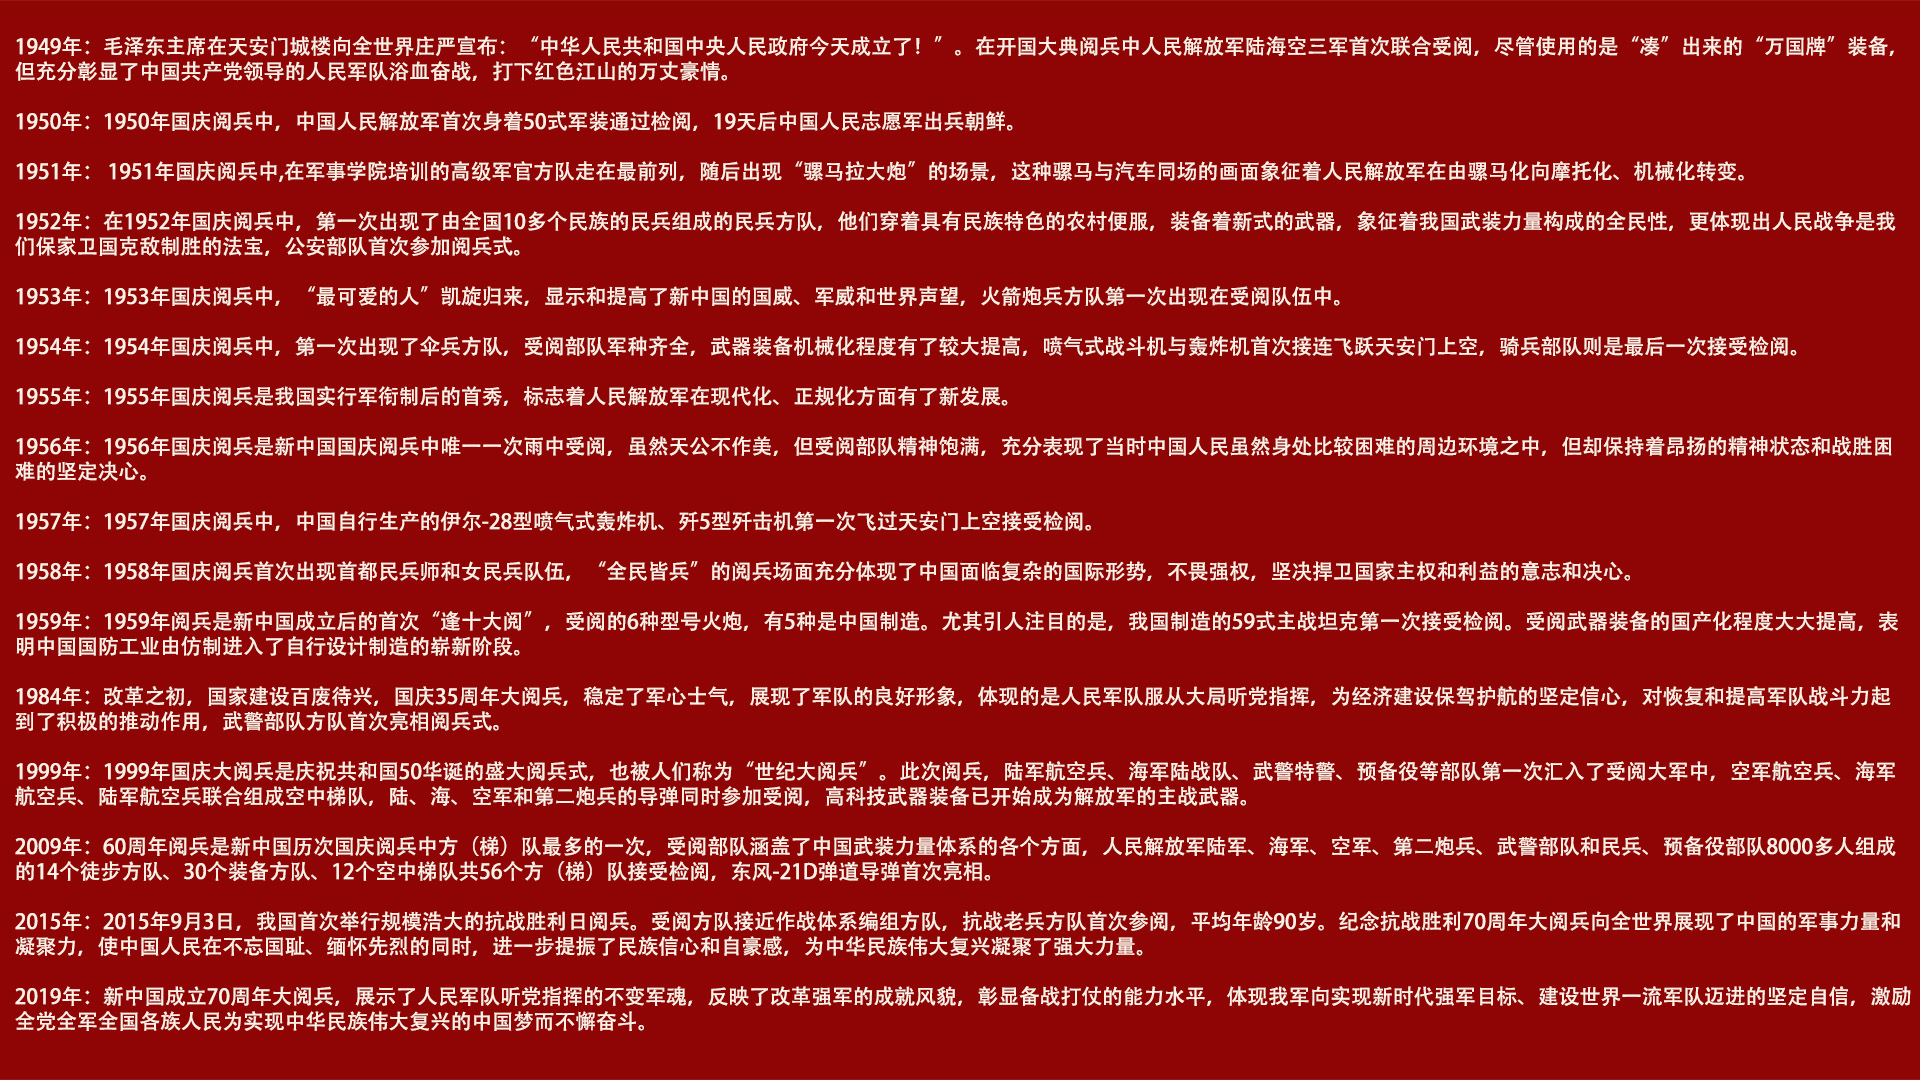 1949年：毛泽东主席在天安门城楼向全世界庄严宣布：“中华人民共和国中央人民政府今天成立了！”。在开国大典阅兵中人民解放军陆海空三军首次联合受阅，尽管使用的是“凑”出来的“万国牌”装备，
但充分彰显了中国共产党领导的人民军队浴血奋战，打下红色江山的万丈豪情。
1950年：1950年国庆阅兵中，中国人民解放军首次身着50式军装通过检阅，19天后中国人民志愿军出兵朝鲜。
1951年： 1951年国庆阅兵中,在军事学院培训的高级军官方队走在最前列，随后出现“骡马拉大炮”的场景，这种骡马与汽车同场的画面象征着人民解放军在由骡马化向摩托化、机械化转变。
1952年：在1952年国庆阅兵中，第一次出现了由全国10多个民族的民兵组成的民兵方队，他们穿着具有民族特色的农村便服，装备着新式的武器，象征着我国武装力量构成的全民性，更体现出人民战争是我
们保家卫国克敌制胜的法宝，公安部队首次参加阅兵式。
1953年：1953年国庆阅兵中，“最可爱的人”凯旋归来，显示和提高了新中国的国威、军威和世界声望，火箭炮兵方队第一次出现在受阅队伍中。
1954年：1954年国庆阅兵中，第一次出现了伞兵方队，受阅部队军种齐全，武器装备机械化程度有了较大提高，喷气式战斗机与轰炸机首次接连飞跃天安门上空，骑兵部队则是最后一次接受检阅。
1955年：1955年国庆阅兵是我国实行军衔制后的首秀，标志着人民解放军在现代化、正规化方面有了新发展。
1956年：1956年国庆阅兵是新中国国庆阅兵中唯一一次雨中受阅，虽然天公不作美，但受阅部队精神饱满，充分表现了当时中国人民虽然身处比较困难的周边环境之中，但却保持着昂扬的精神状态和战胜困
难的坚定决心。
1957年：1957年国庆阅兵中，中国自行生产的伊尔-28型喷气式轰炸机、歼5型歼击机第一次飞过天安门上空接受检阅。
1958年：1958年国庆阅兵首次出现首都民兵师和女民兵队伍，“全民皆兵”的阅兵场面充分体现了中国面临复杂的国际形势，不畏强权，坚决捍卫国家主权和利益的意志和决心。
1959年：1959年阅兵是新中国成立后的首次“逢十大阅”，受阅的6种型号火炮，有5种是中国制造。尤其引人注目的是，我国制造的59式主战坦克第一次接受检阅。受阅武器装备的国产化程度大大提高，表
明中国国防工业由仿制进入了自行设计制造的崭新阶段。
1984年：改革之初，国家建设百废待兴，国庆35周年大阅兵，稳定了军心士气，展现了军队的良好形象，体现的是人民军队服从大局听党指挥，为经济建设保驾护航的坚定信心，对恢复和提高军队战斗力起
到了积极的推动作用，武警部队方队首次亮相阅兵式。
1999年：1999年国庆大阅兵是庆祝共和国50华诞的盛大阅兵式，也被人们称为“世纪大阅兵”。此次阅兵，陆军航空兵、海军陆战队、武警特警、预备役等部队第一次汇入了受阅大军中，空军航空兵、海军
航空兵、陆军航空兵联合组成空中梯队，陆、海、空军和第二炮兵的导弹同时参加受阅，高科技武器装备已开始成为解放军的主战武器。
2009年：60周年阅兵是新中国历次国庆阅兵中方（梯）队最多的一次，受阅部队涵盖了中国武装力量体系的各个方面，人民解放军陆军、海军、空军、第二炮兵、武警部队和民兵、预备役部队8000多人组成
的14个徒步方队、30个装备方队、12个空中梯队共56个方（梯）队接受检阅，东风-21D弹道导弹首次亮相。
2015年：2015年9月3日，我国首次举行规模浩大的抗战胜利日阅兵。受阅方队接近作战体系编组方队，抗战老兵方队首次参阅，平均年龄90岁。纪念抗战胜利70周年大阅兵向全世界展现了中国的军事力量和
凝聚力，使中国人民在不忘国耻、缅怀先烈的同时，进一步提振了民族信心和自豪感，为中华民族伟大复兴凝聚了强大力量。
2019年：新中国成立70周年大阅兵，展示了人民军队听党指挥的不变军魂，反映了改革强军的成就风貌，彰显备战打仗的能力水平，体现我军向实现新时代强军目标、建设世界一流军队迈进的坚定自信，激励
全党全军全国各族人民为实现中华民族伟大复兴的中国梦而不懈奋斗。